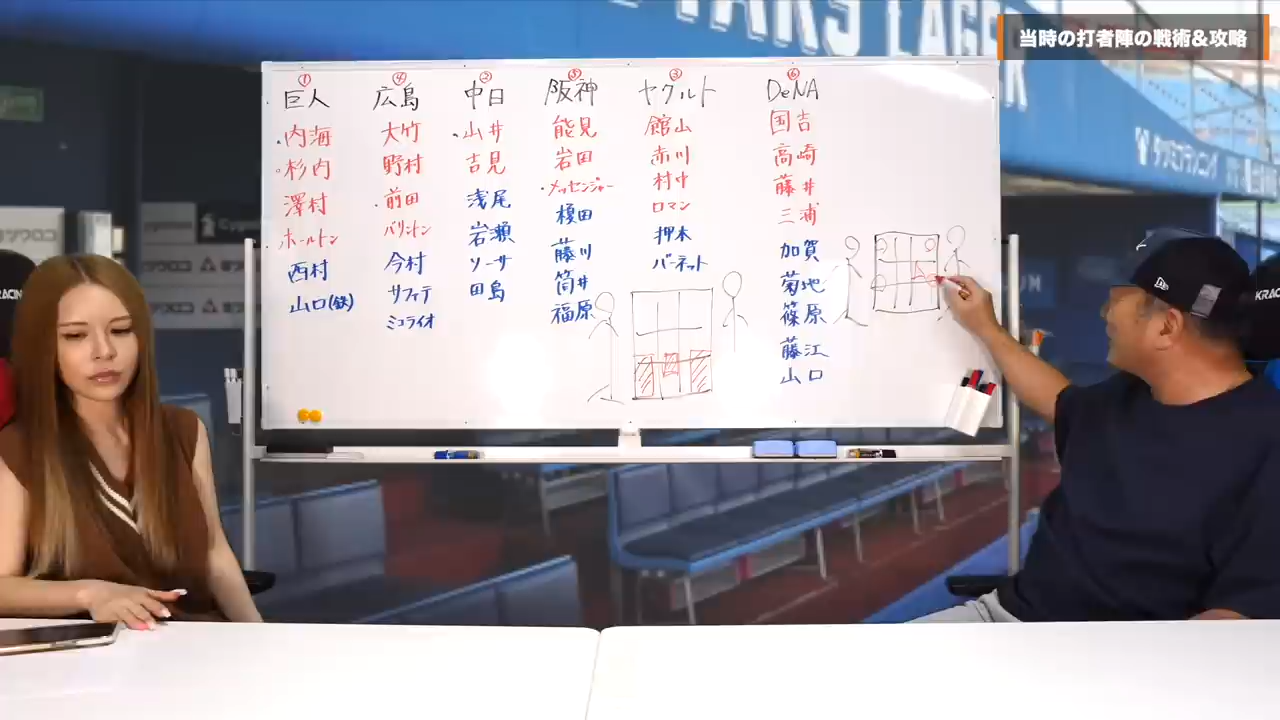 当時の打者陣の戦術&攻略
① 巨人
内海
杉内
澤村
ホールトン
西村
山口(鉄)
④ 広島
大竹
野村
前田
バリントン
今村
サファテ
ミコライオ
② 中日
山井
吉見
浅尾
岩瀬
ソーサ
田島
⑤ 阪神
能見
岩田
メッセンジャー
榎田
藤川
筒井
福原
③ ヤクルト
館山
赤川
村中
ロマン
押本
バーネット
⑥ DeNA
国吉
高崎
藤井
三浦
加賀
菊地
篠原
藤江
山口